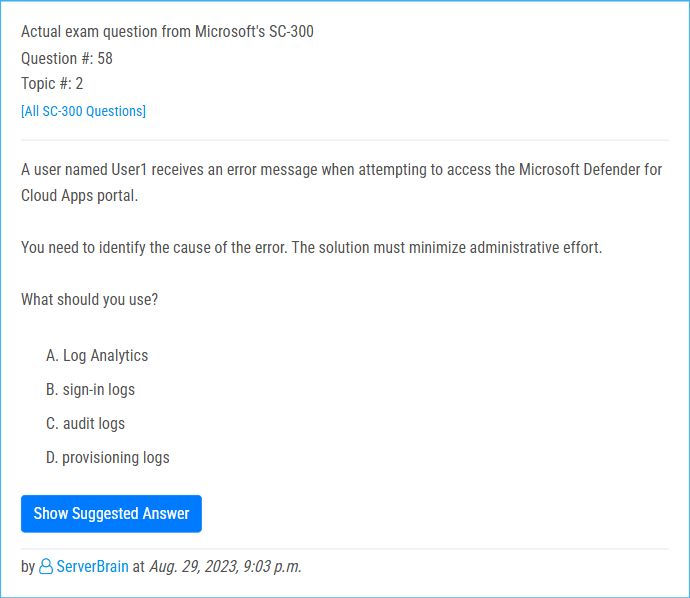 Actual exam question from Microsoft's SC-300
Question #: 58
Topic #: 2
[All SC-300 Questions]
A user named User1 receives an error message when attempting to access the Microsoft Defender for
Cloud Apps portal.
You need to identify the cause of the error. The solution must minimize administrative effort.
What should you use?
A. Log Analytics
B. sign-in logs
C. audit logs
D. provisioning logs
Show Suggested Answer
by ServerBrain at Aug. 29, 2023, 9:03 p.m.